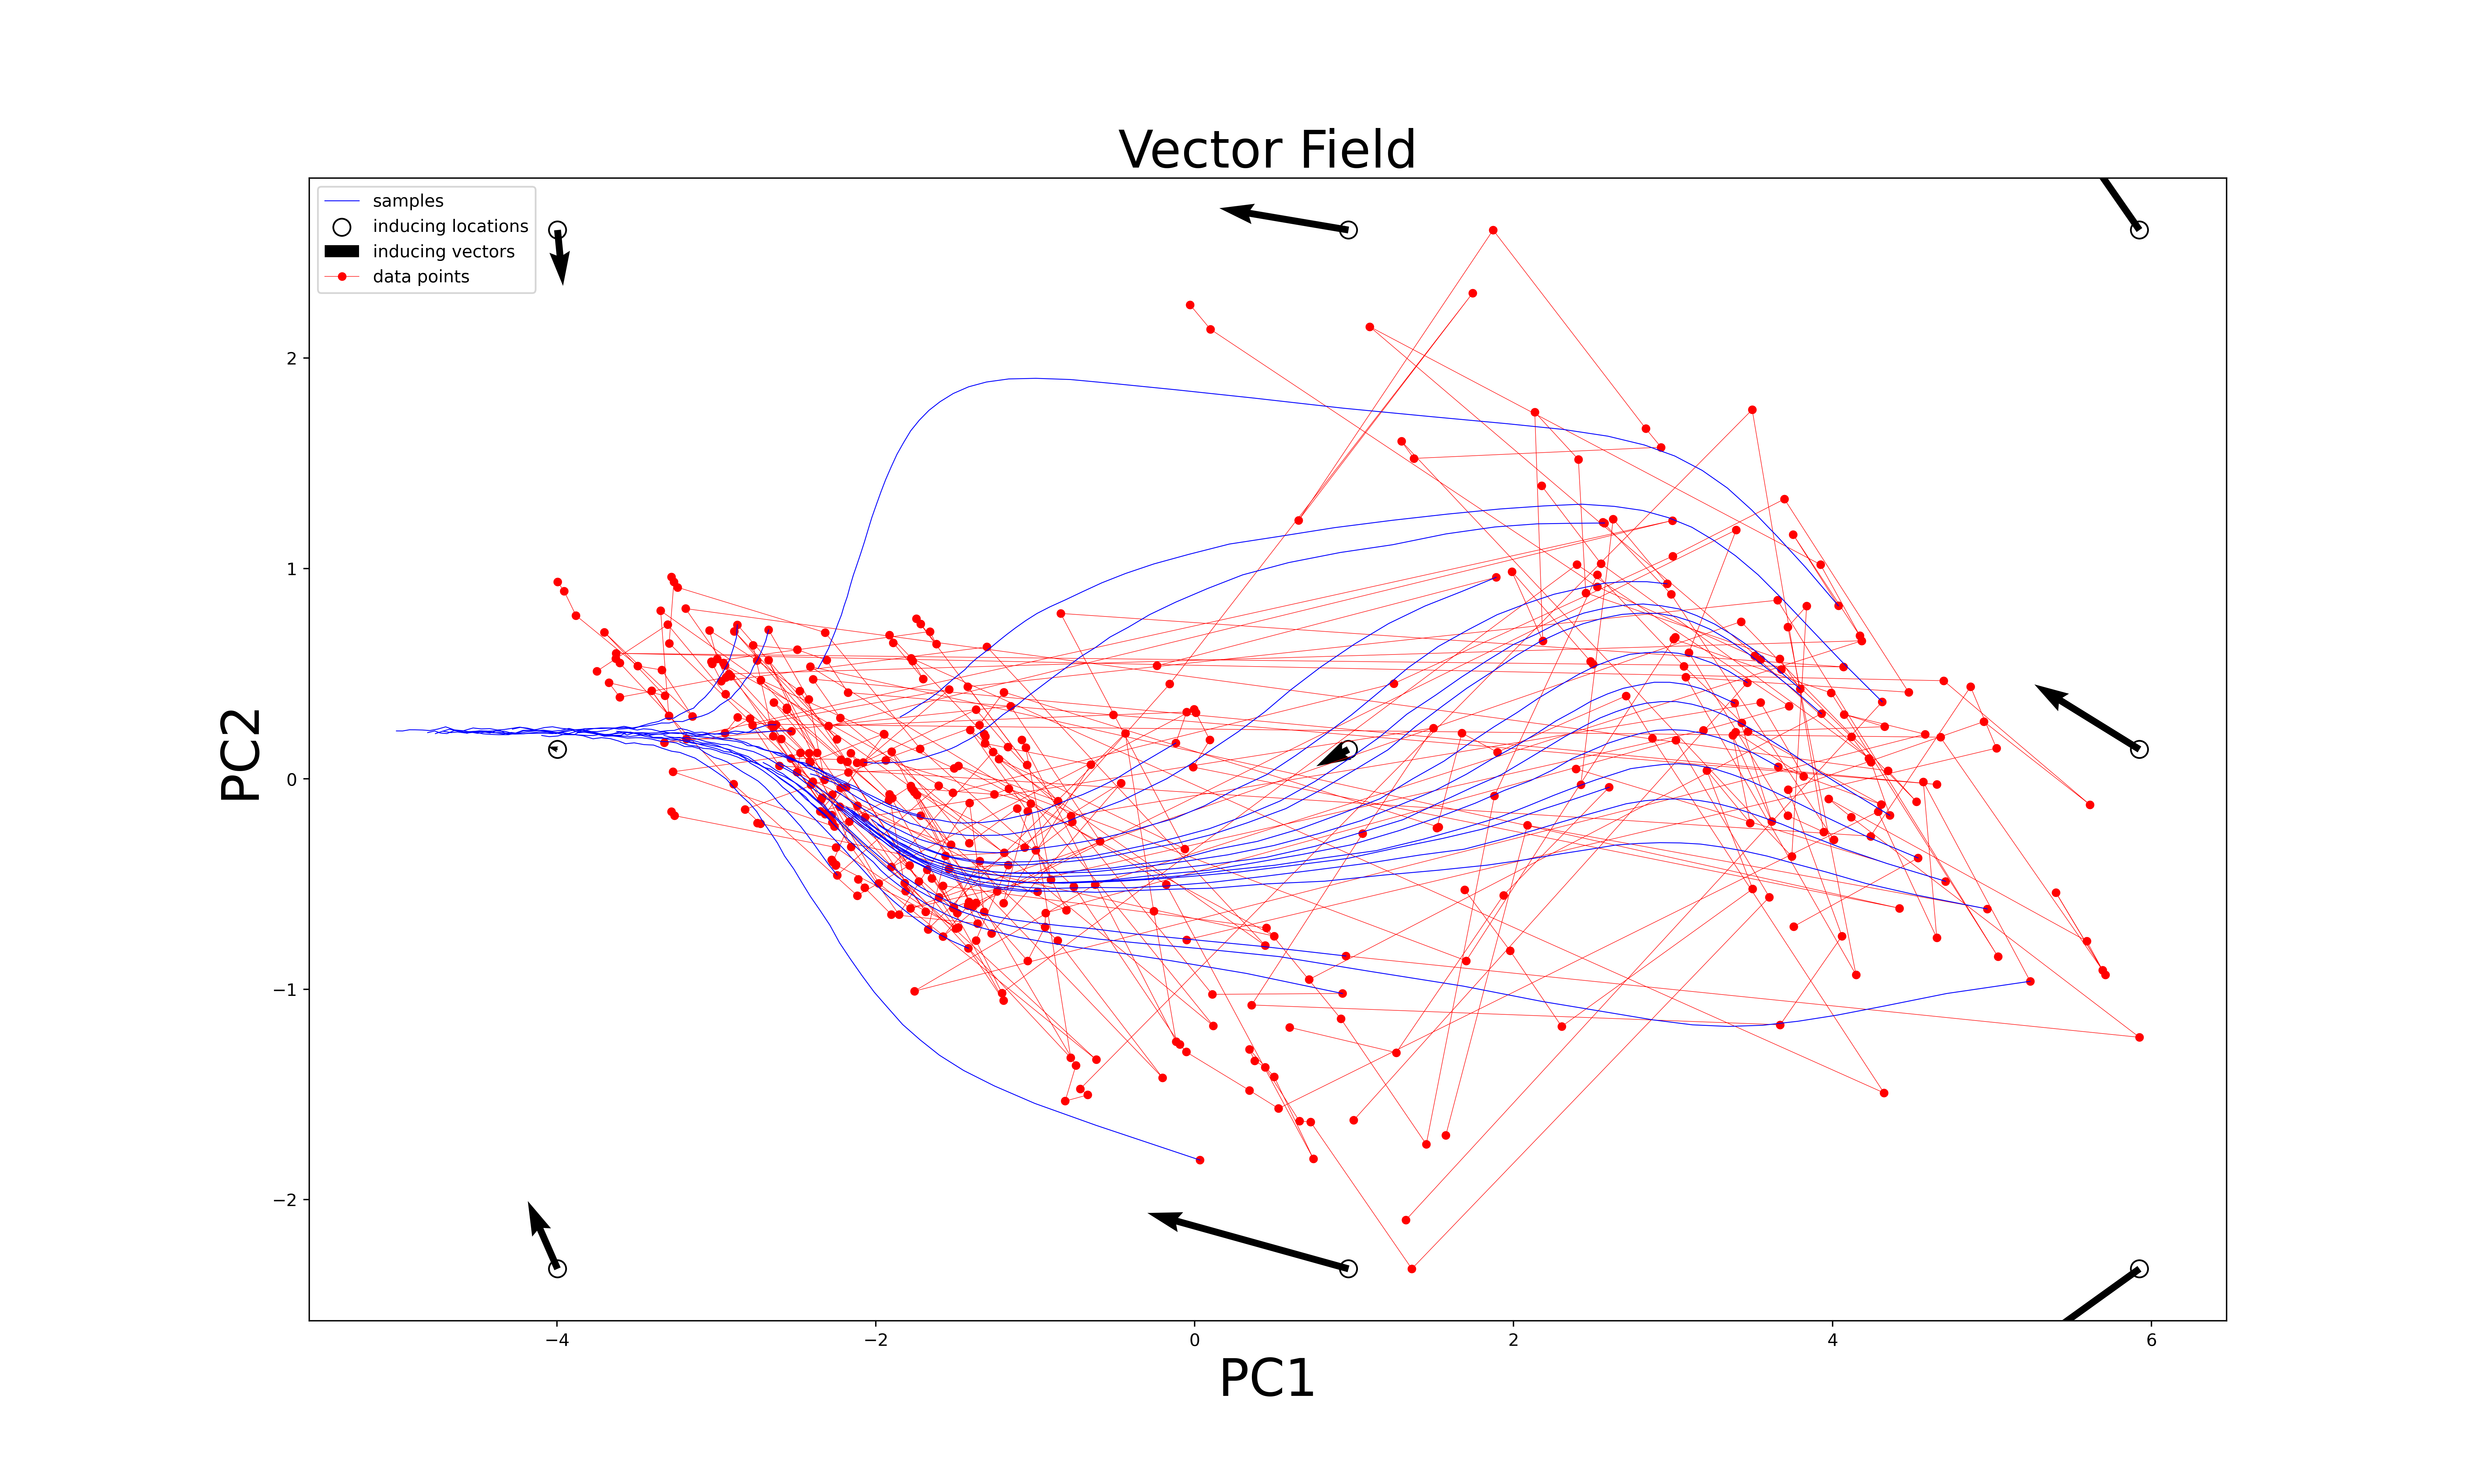 Vector Field
samples
inducing locations
inducing vectors
data points
PC2
2
1
0
−1
−2
−4
−2
0
2
4
6
PC1